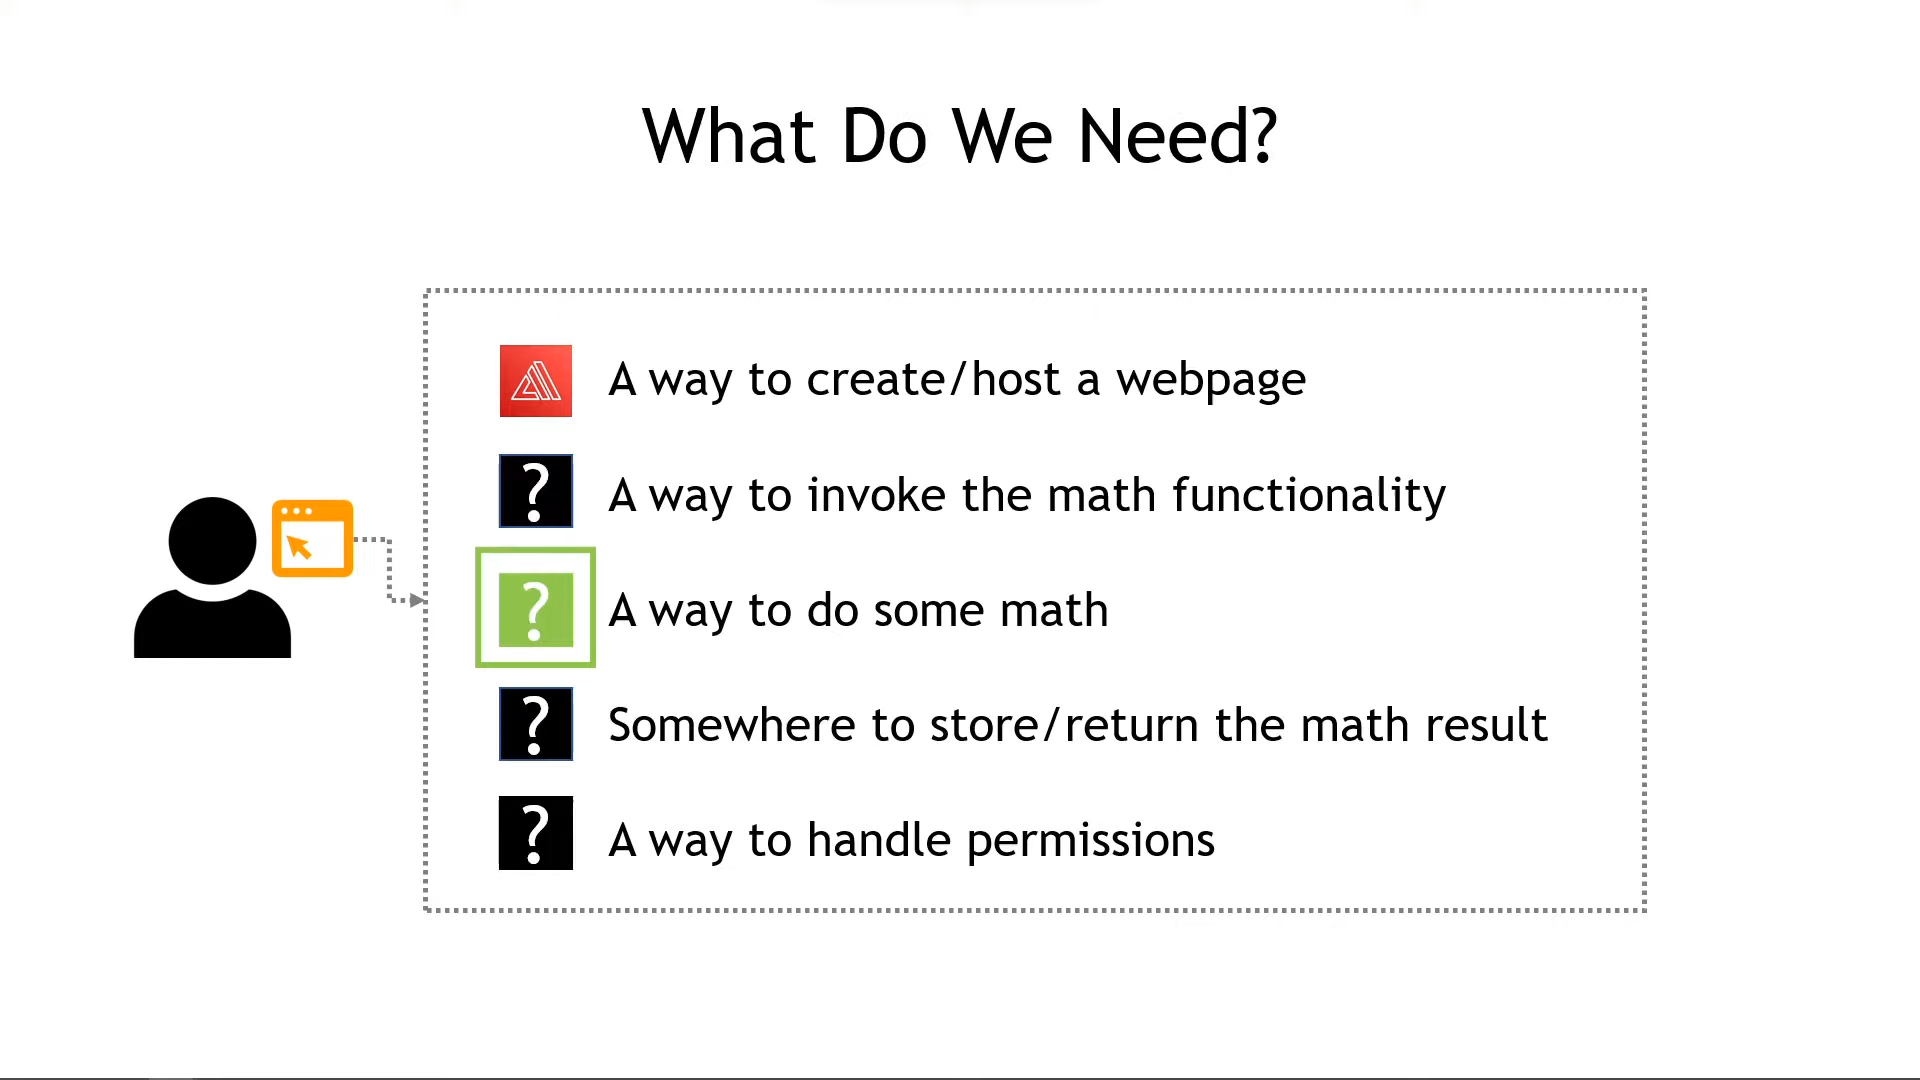 What Do We Need?
A way to create/host a webpage
? A way to invoke the math functionality
? A way to do some math
? Somewhere to store/return the math result
? A way to handle permissions